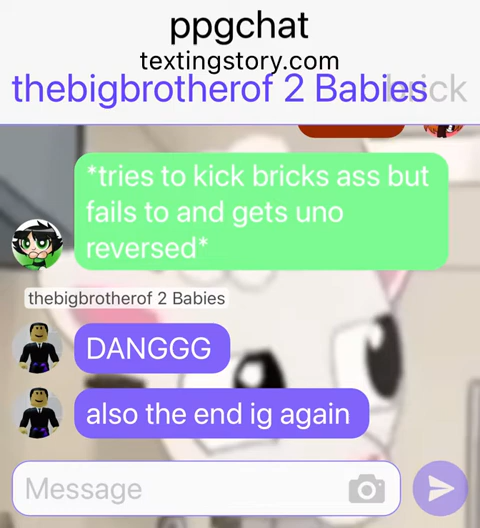 ppgchat
textingstory.com
thebigbrotherof 2 Babies
brick
*tries to kick bricks ass but
fails to and gets uno
reversed*
thebigbrotherof 2 Babies
DANGGG
also the end ig again
Message